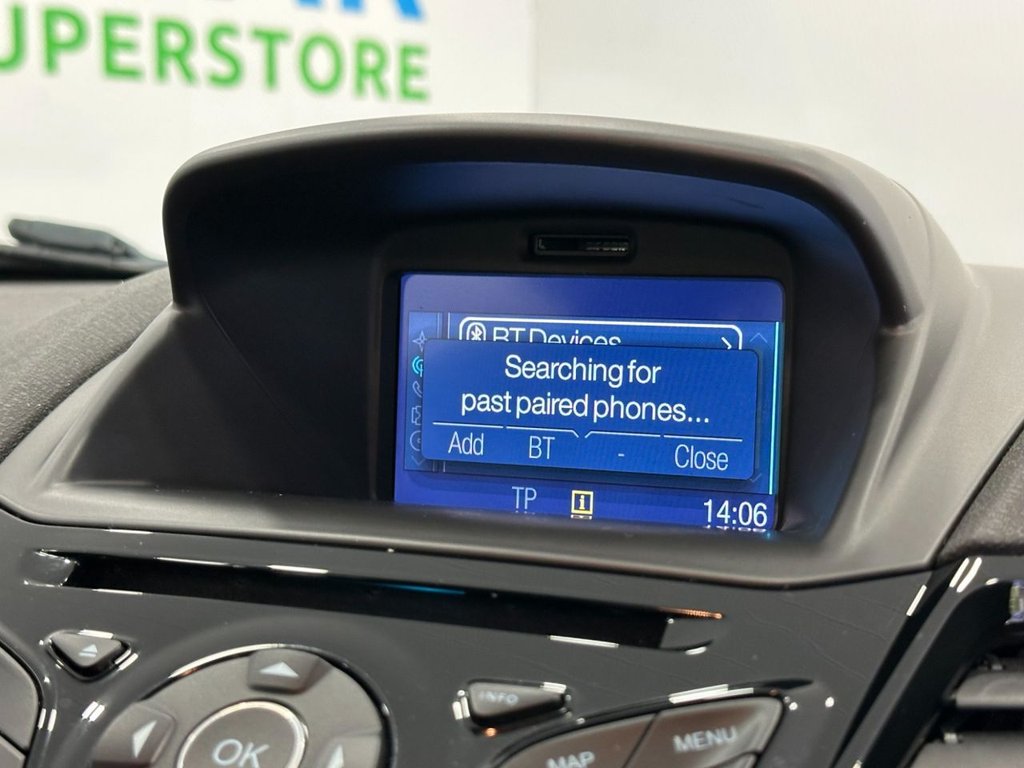 UPERSTORE
BT Devices
Searching for
past paired phones...
Add BT - Close
TP i 14:06
INFO
OK
MAP
MENU